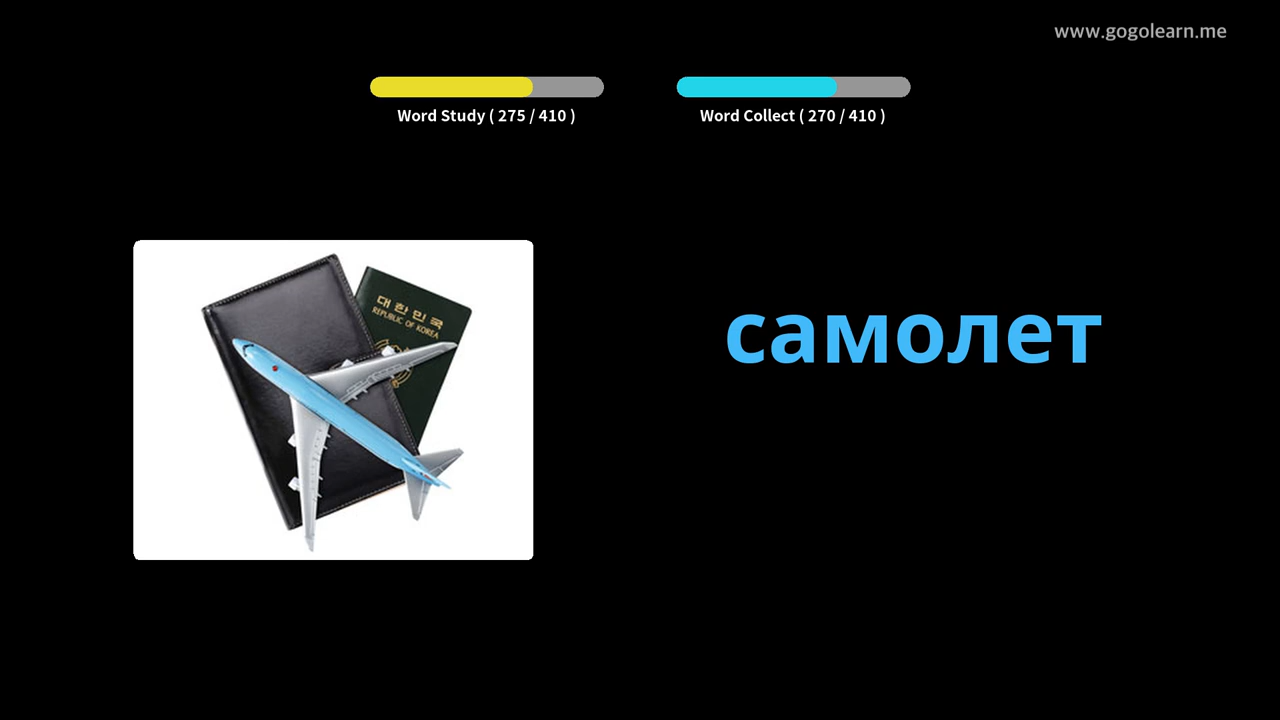 www.gogolearn.me
Word Study ( 275 / 410 )
Word Collect ( 270 / 410 )
대한민국
REPUBLIC OF KOREA
самолет